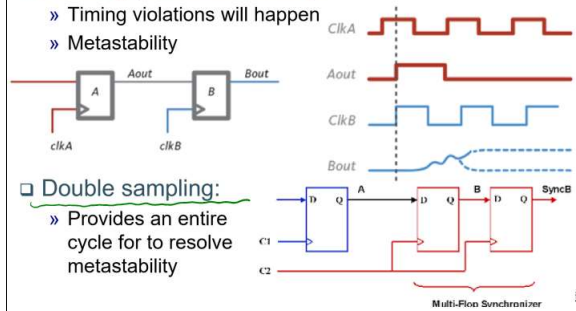 » Timing violations will happen
» Metastability
ClkA
Aout
ClkB
Bout
A
Aout
B
Bout
clkA
clkB
❑ Double sampling:
» Provides an entire
cycle for to resolve
metastability
D Q A D Q B D Q SyncB
C1
C2
Multi-Flop Synchronizer